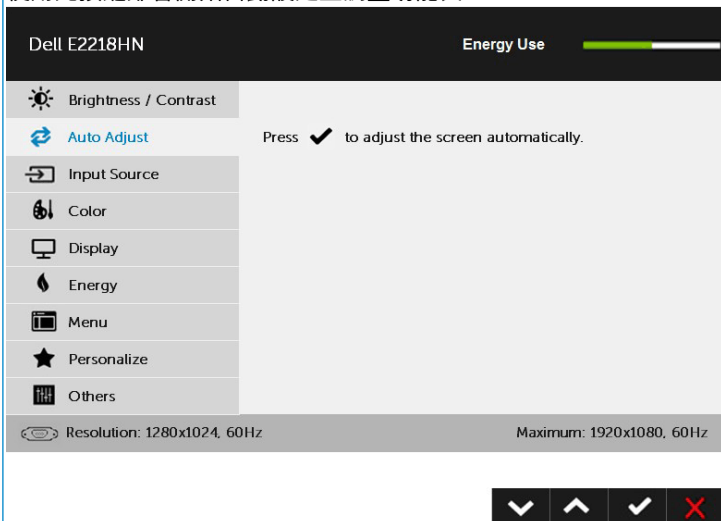 Dell E2218HN
Energy Use
Brightness / Contrast
Auto Adjust
Press to adjust the screen automatically.
Input Source
Color
Display
Energy
Menu
Personalize
Others
Resolution: 1280x1024, 60Hz
Maximum: 1920x1080, 60Hz